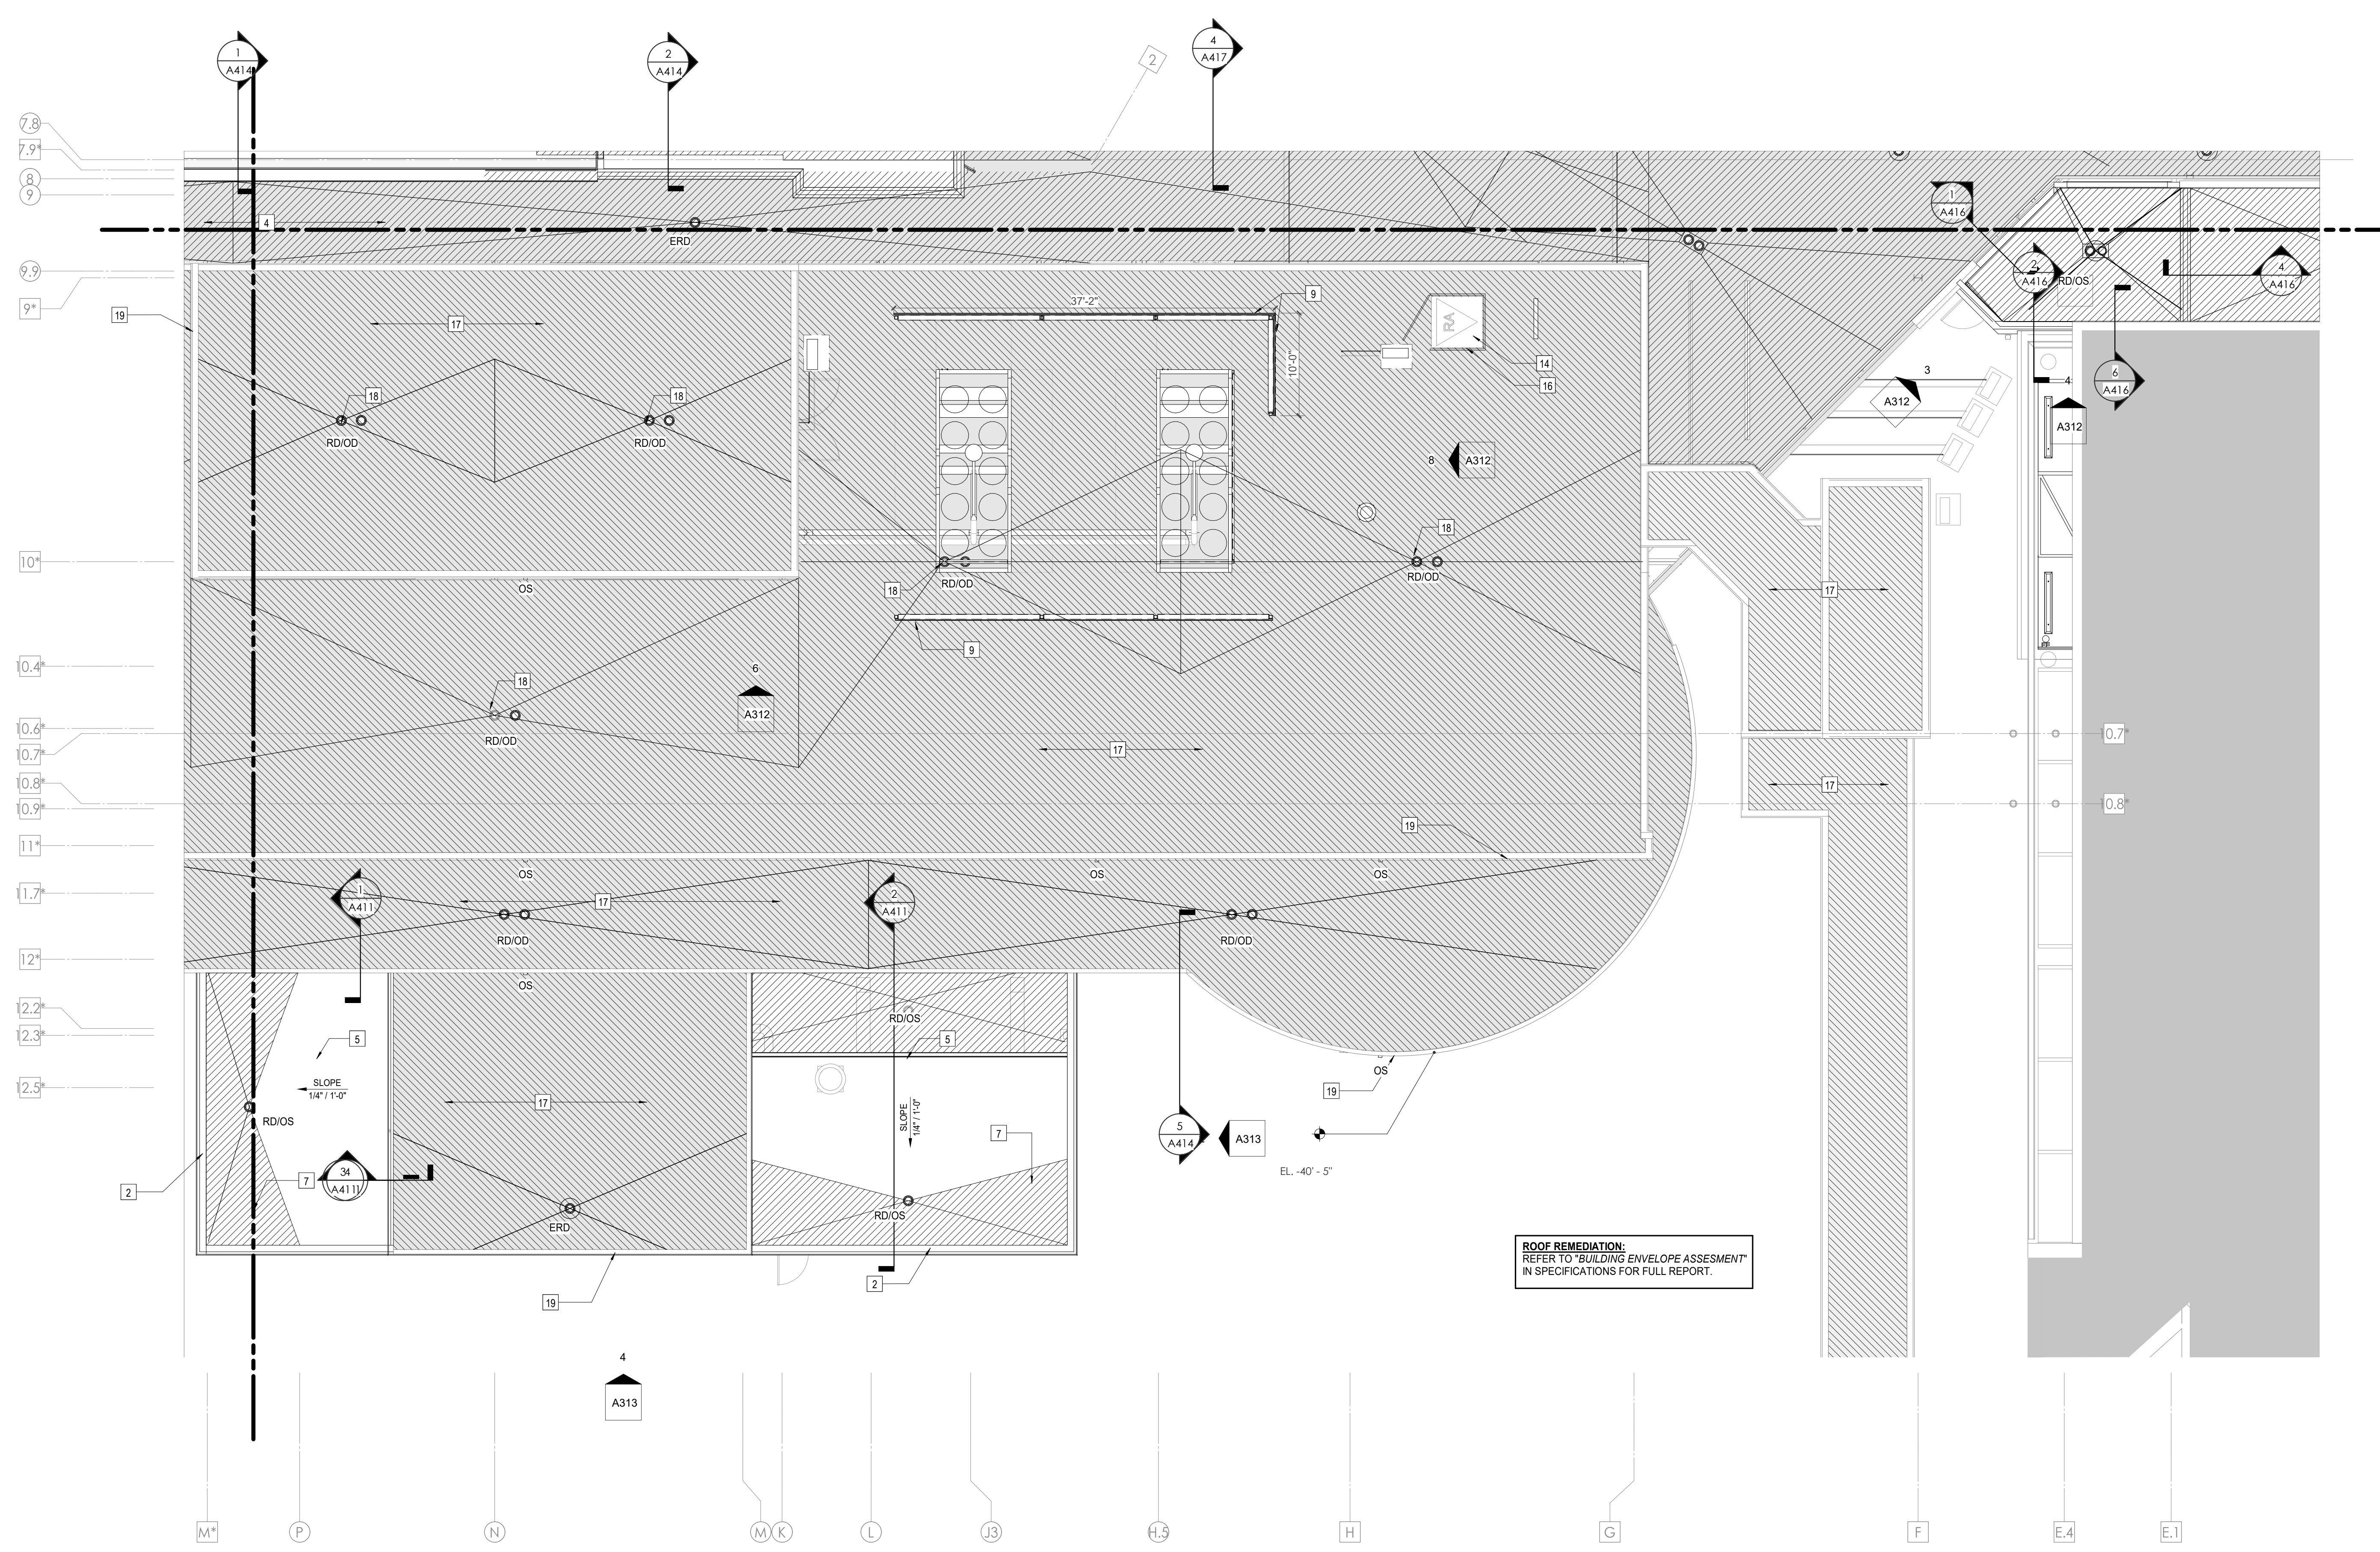 1
A414
2
A414
4
A417
2
7.8
7.9*
8
9
9.9
9*
10*
10.4*
10.6*
10.7*
10.8*
10.9*
11*
11.7*
12*
12.2*
12.3*
12.5*
4
ERD
1
A416
2
A416
RD/OS
4
A416
6
A416
19
17
37'-2"
9
10'-0"
RA
14
16
3
A312
4
A312
18
18
RD/OD
RD/OD
8
A312
18
18
RD/OD
RD/OD
OS
17
9
6
A312
18
RD/OD
17
10.7*
17
10.8*
19
OS
OS
OS
1
A411
17
2
A411
RD/OD
RD/OD
OS
RD/OS
5
5
SLOPE
1/4" / 1'-0"
SLOPE
1/4" / 1'-0"
17
RD/OS
7
OS
19
5
A414
A313
EL. -40' - 5"
2
7
34
A411
RD/OS
ERD
2
19
ROOF REMEDIATION:
REFER TO "BUILDING ENVELOPE ASSESMENT"
IN SPECIFICATIONS FOR FULL REPORT.
4
A313
M*
P
N
M
K
L
J3
H.5
H
G
F
E.4
E.1